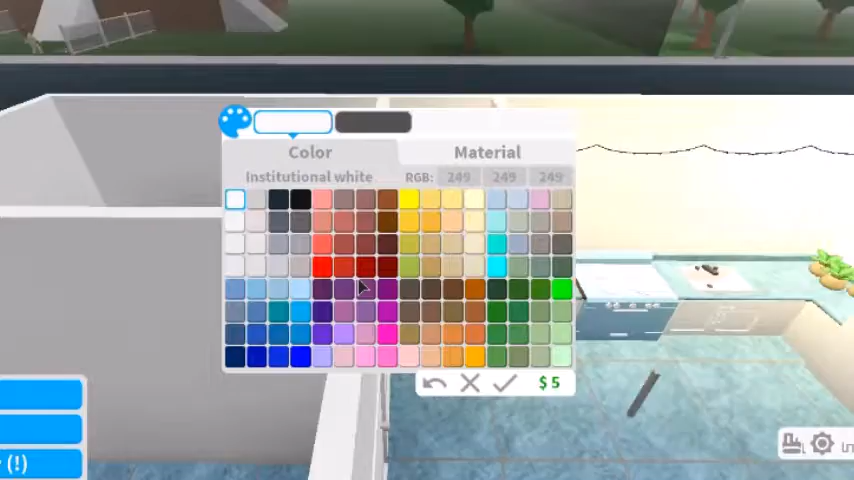 Color
Material
Institutional white
RGB: 249 249 249
$ 5
(!)